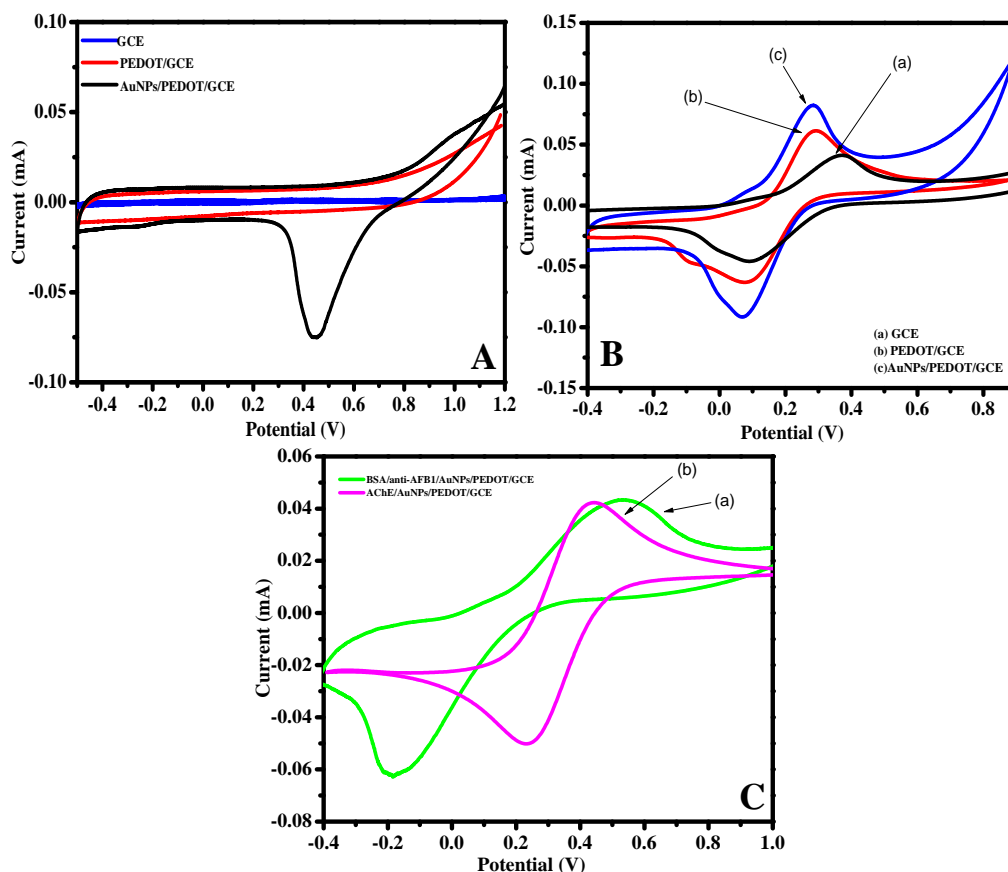 0.10
0.05
0.00
-0.05
-0.10
Current (mA)
GCE
PEDOT/GCE
AuNPs/PEDOT/GCE
A
-0.4 -0.2 0.0 0.2 0.4 0.6 0.8 1.0 1.2
Potential (V)
0.15
0.10
0.05
0.00
-0.05
-0.10
-0.15
Current (mA)
(c)
(a)
(b)
B
(a) GCE
(b) PEDOT/GCE
(c)AuNPs/PEDOT/GCE
-0.4 -0.2 0.0 0.2 0.4 0.6 0.8
Potential (V)
0.06
0.04
0.02
0.00
-0.02
-0.04
-0.06
-0.08
Current (mA)
BSA/anti-AFB1/AuNPs/PEDOT/GCE
AChE/AuNPs/PEDOT/GCE
(b)
(a)
C
-0.4 -0.2 0.0 0.2 0.4 0.6 0.8 1.0
Potential (V)